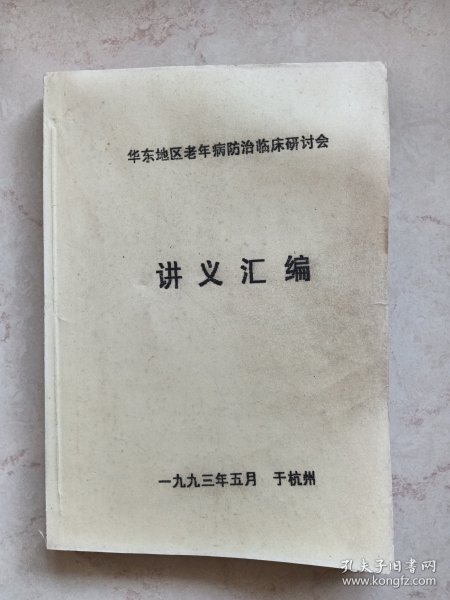 华东地区老年病防治临床研讨会
讲义汇编
一九九三年五月 于杭州
孔夫子旧书网
www.kongfz.com